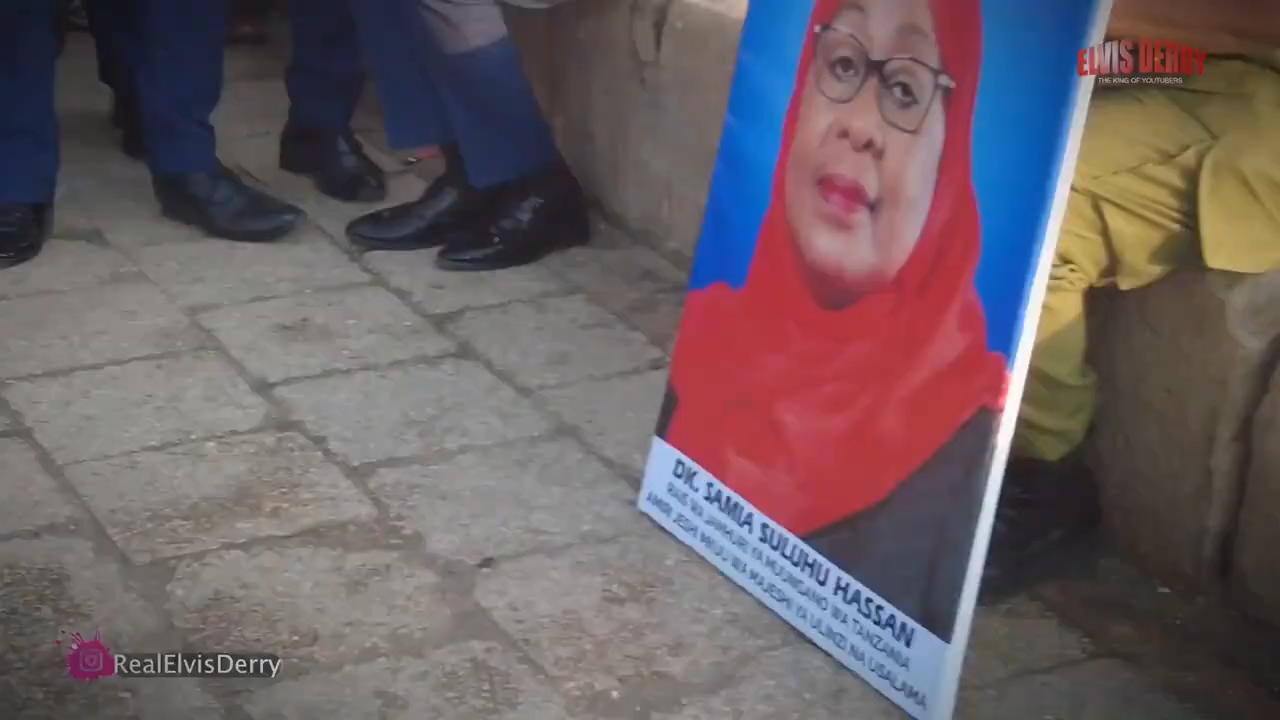 ELVIS DERRY
THE KING OF YOUTUBERS
DK. SAMIA SULUHU HASSAN
RAIS WA JAMHURI YA MUUNGANO WA TANZANIA
AMIRI JESHI MKUU WA MAJESHI YA ULINZI NA USALAMA
RealElvisDerry